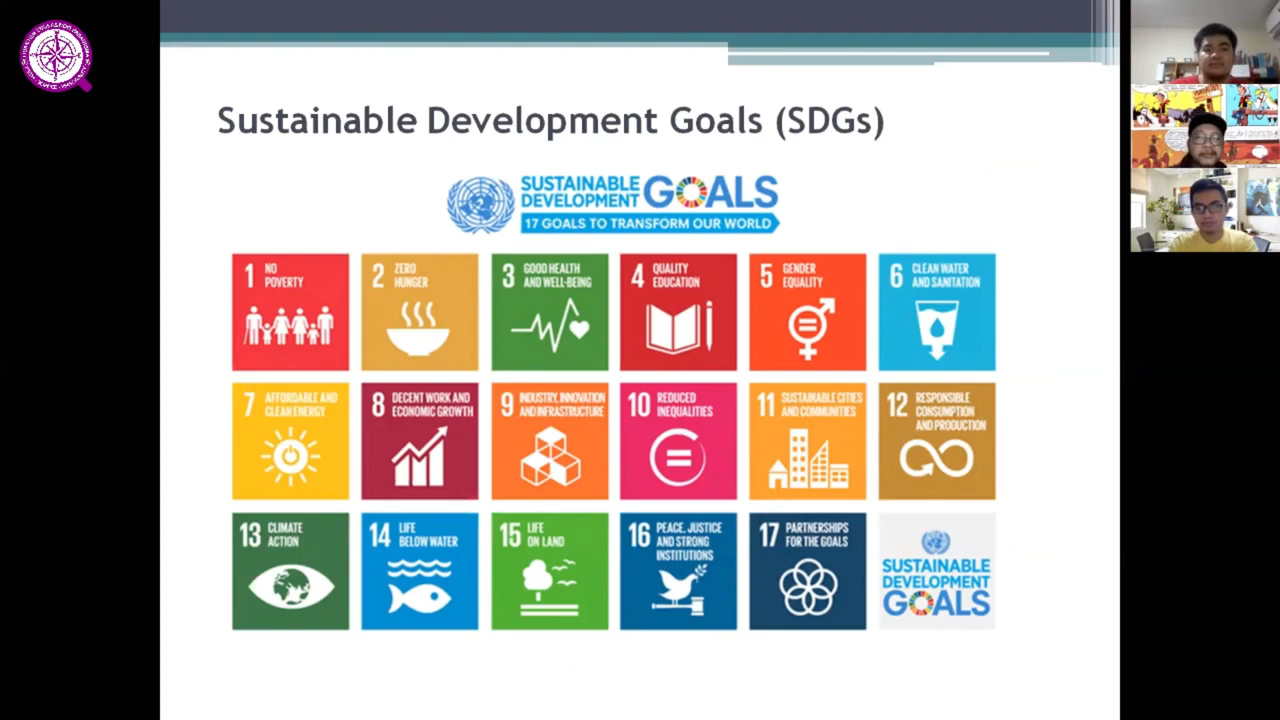 Sustainable Development Goals (SDGs)
SUSTAINABLE
DEVELOPMENT
GOALS
17 GOALS TO TRANSFORM OUR WORLD
1 NO
POVERTY
2 ZERO
HUNGER
3 GOOD HEALTH
AND WELL-BEING
4 QUALITY
EDUCATION
5 GENDER
EQUALITY
6 CLEAN WATER
AND SANITATION
7 AFFORDABLE AND
CLEAN ENERGY
8 DECENT WORK AND
ECONOMIC GROWTH
9 INDUSTRY, INNOVATION
AND INFRASTRUCTURE
10 REDUCED
INEQUALITIES
11 SUSTAINABLE CITIES
AND COMMUNITIES
12 RESPONSIBLE
CONSUMPTION
AND PRODUCTION
13 CLIMATE
ACTION
14 LIFE
BELOW WATER
15 LIFE
ON LAND
16 PEACE, JUSTICE
AND STRONG
INSTITUTIONS
17 PARTNERSHIPS
FOR THE GOALS
SUSTAINABLE
DEVELOPMENT
GOALS